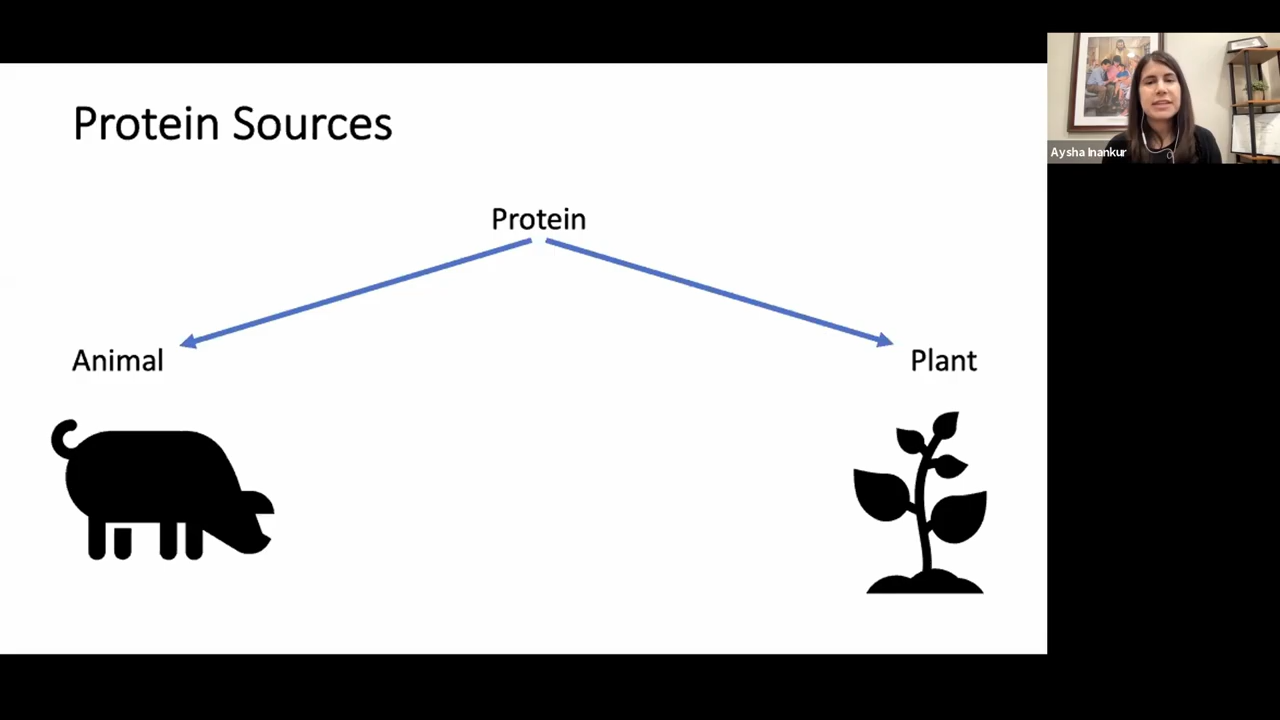 Protein Sources
Protein
Animal
Plant
Aysha Inankur